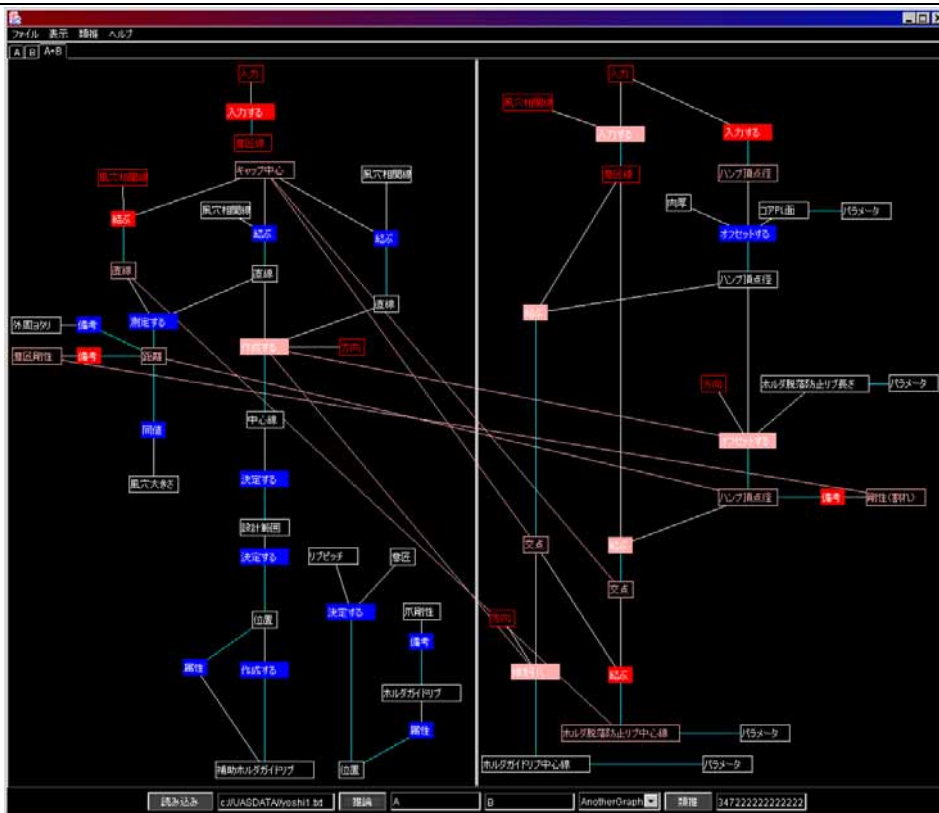 ファイル 表示 類推 ヘルプ
A B A+B
入力
入力する
意匠線
キャップ中心
風穴相関線
風穴相関線
風穴相関線
結ぶ
結ぶ
結ぶ
直線
直線
直線
外周ヨタリ
備考
測定する
意匠剛性
備考
距離
作成する
方向
同値
中心線
風穴大きさ
決定する
設計範囲
決定する
リブピッチ
意匠
決定する
爪剛性
位置
備考
属性
作成する
ホルダガイドリブ
属性
補助ホルダガイドリブ
位置
入力
風穴相関線
入力する
入力する
意匠線
ハンプ頂点径
肉厚
コアPL面
パラメータ
オフセットする
ハンプ頂点径
結ぶ
方向
ホルダ脱落防止リブ長さ
パラメータ
オフセットする
ハンプ頂点径
備考
剛性(割れ)
交点
結ぶ
交点
方向
結ぶ
ホルダ脱落防止リブ中心線
パラメータ
ホルダガイドリブ中心線
パラメータ
読み込み c://UASDATA/iyoshi1.td 推論 A B AnotherGraph 類推 347222222222222